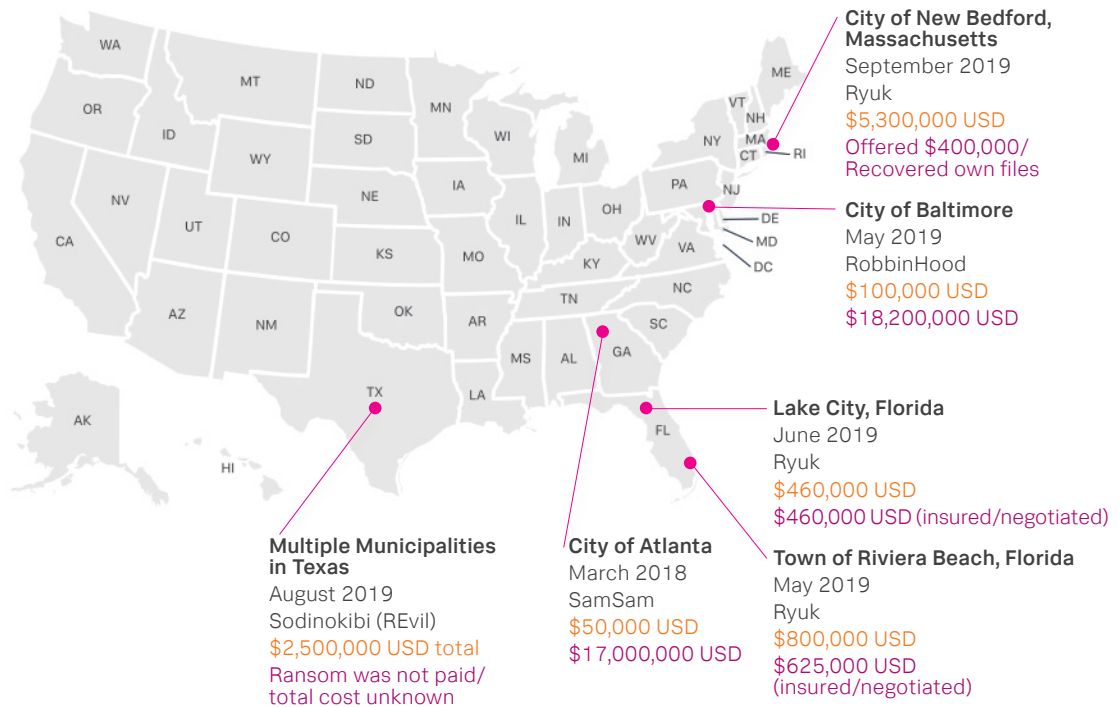 WA
OR
CA
NV
ID
MT
WY
UT
AZ
CO
NM
ND
SD
NE
KS
OK
TX
MN
IA
MO
AR
LA
WI
IL
MI
IN
OH
KY
TN
MS
AL
GA
FL
SC
NC
VA
WV
PA
NY
VT
NH
ME
MA
CT
RI
NJ
DE
MD
DC
AK
HI
City of New Bedford,
Massachusetts
September 2019
Ryuk
$5,300,000 USD
Offered $400,000/
Recovered own files
City of Baltimore
May 2019
RobbinHood
$100,000 USD
$18,200,000 USD
Lake City, Florida
June 2019
Ryuk
$460,000 USD
$460,000 USD (insured/negotiated)
Multiple Municipalities
in Texas
August 2019
Sodinokibi (REvil)
$2,500,000 USD total
Ransom was not paid/
total cost unknown
City of Atlanta
March 2018
SamSam
$50,000 USD
$17,000,000 USD
Town of Riviera Beach, Florida
May 2019
Ryuk
$800,000 USD
$625,000 USD
(insured/negotiated)